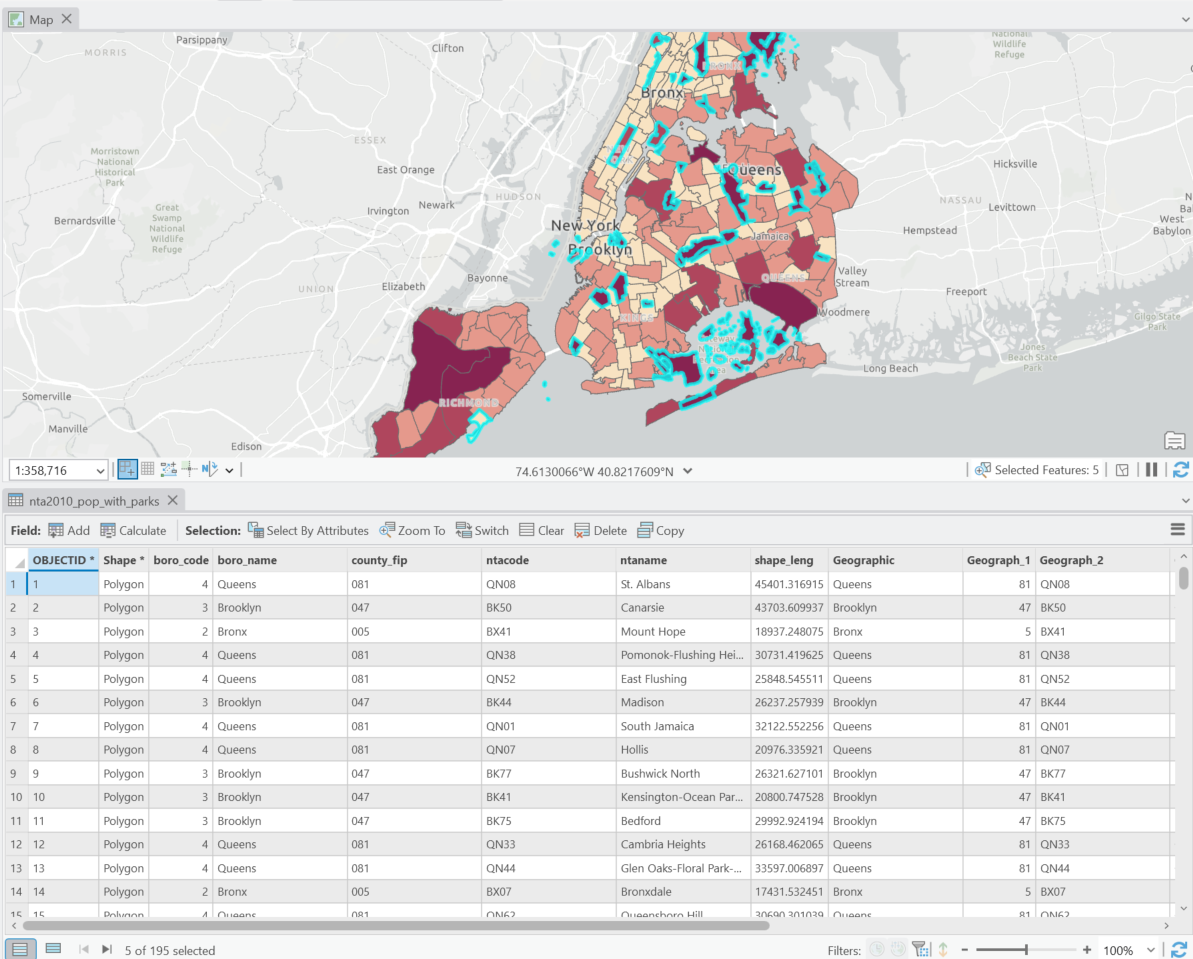 Map
MORRIS
Parsippany
Clifton
National
Wildlife
Refuge
Bronx
ESSEX
Morristown
National
Historical
Park
East Orange
Queens
Hicksville
HUDSON
NASSAU
Levittown
Great
Swamp
National
Wildlife
Refuge
Irvington
Newark
Bernardsville
New York
Hempstead
West
Babylon
Jamaica
Brooklyn
Bayonne
UNION
Elizabeth
QUEENS
Valley
Stream
Freeport
Woodmere
KINGS
Gilgo State
Park
Jones
Beach State
Park
Long Beach
Somerville
RICHMOND
Manville
Edison
1:358,716
74.6130066°W 40.8217609°N
Selected Features: 5
nta2010_pop_with_parks
Field: Add Calculate Selection: Select By Attributes Zoom To Switch Clear Delete Copy
OBJECTID * Shape * boro_code boro_name county_fip ntacode ntaname shape_leng Geographic Geograph_1 Geograph_2
1 1 Polygon 4 Queens 081 QN08 St. Albans 45401.316915 Queens 81 QN08
2 2 Polygon 3 Brooklyn 047 BK50 Canarsie 43703.609937 Brooklyn 47 BK50
3 3 Polygon 2 Bronx 005 BX41 Mount Hope 18937.248075 Bronx 5 BX41
4 4 Polygon 4 Queens 081 QN38 Pomonok-Flushing Hei... 30731.419625 Queens 81 QN38
5 5 Polygon 4 Queens 081 QN52 East Flushing 25848.545511 Queens 81 QN52
6 6 Polygon 3 Brooklyn 047 BK44 Madison 26237.257939 Brooklyn 47 BK44
7 7 Polygon 4 Queens 081 QN01 South Jamaica 32122.552256 Queens 81 QN01
8 8 Polygon 4 Queens 081 QN07 Hollis 20976.335921 Queens 81 QN07
9 9 Polygon 3 Brooklyn 047 BK77 Bushwick North 26321.627101 Brooklyn 47 BK77
10 10 Polygon 3 Brooklyn 047 BK41 Kensington-Ocean Par... 20800.747528 Brooklyn 47 BK41
11 11 Polygon 3 Brooklyn 047 BK75 Bedford 29992.924194 Brooklyn 47 BK75
12 12 Polygon 4 Queens 081 QN33 Cambria Heights 26168.462065 Queens 81 QN33
13 13 Polygon 4 Queens 081 QN44 Glen Oaks-Floral Park-... 33597.006897 Queens 81 QN44
14 14 Polygon 2 Bronx 005 BX07 Bronxdale 17431.532451 Bronx 5 BX07
15 15 Polygon 4 Queens 081 QN62 Queensboro Hill 30690.301039 Queens 81 QN62
5 of 195 selected
Filters:
100%